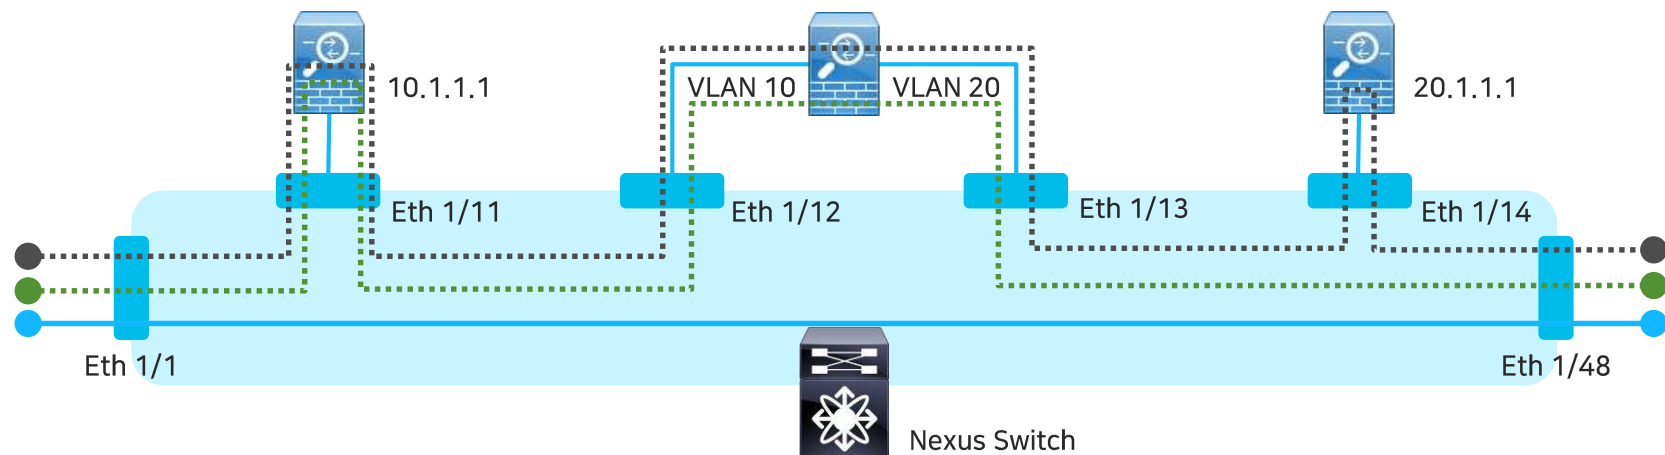 10.1.1.1
VLAN 10
VLAN 20
20.1.1.1
Eth 1/11
Eth 1/12
Eth 1/13
Eth 1/14
Eth 1/1
Eth 1/48
Nexus Switch